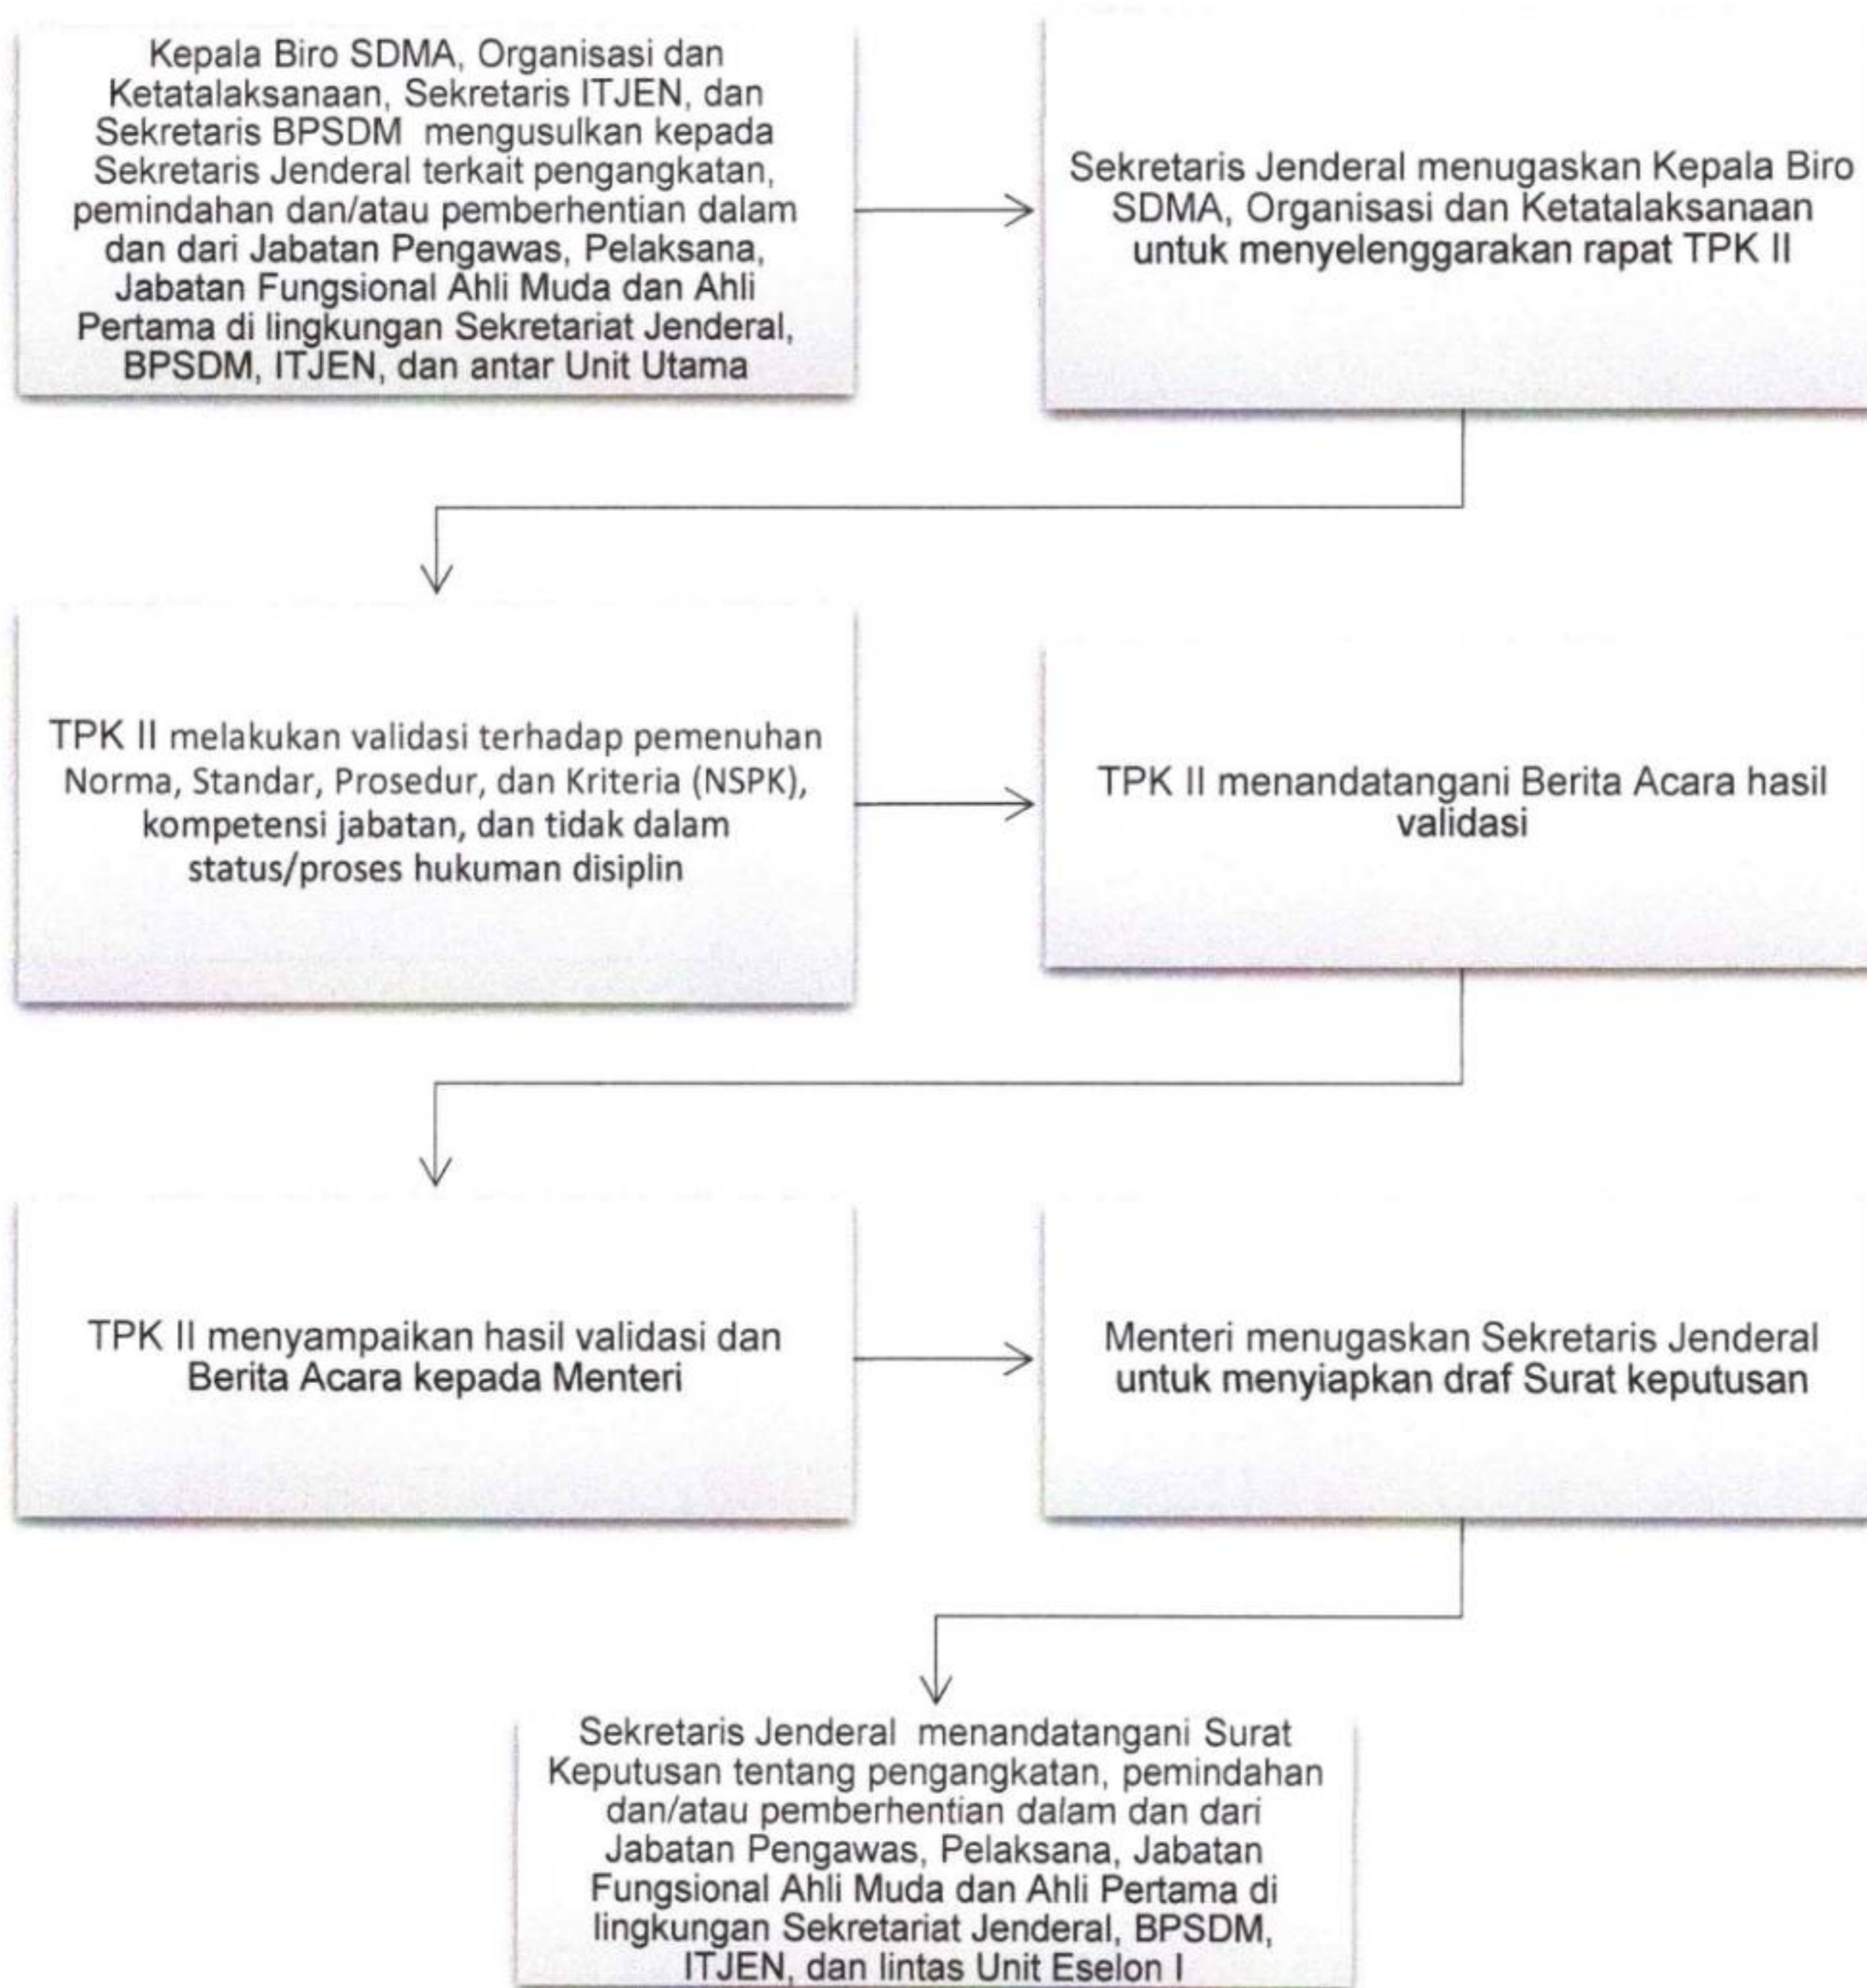 Kepala Biro SDMA, Organisasi dan
Ketatalaksanaan, Sekretaris ITJEN, dan
Sekretaris BPSDM mengusulkan kepada
Sekretaris Jenderal terkait pengangkatan,
pemindahan dan/atau pemberhentian dalam
dan dari Jabatan Pengawas, Pelaksana,
Jabatan Fungsional Ahli Muda dan Ahli
Pertama di lingkungan Sekretariat Jenderal,
BPSDM, ITJEN, dan antar Unit Utama
Sekretaris Jenderal menugaskan Kepala Biro
SDMA, Organisasi dan Ketatalaksanaan
untuk menyelenggarakan rapat TPK II
TPK II melakukan validasi terhadap pemenuhan
Norma, Standar, Prosedur, dan Kriteria (NSPK),
kompetensi jabatan, dan tidak dalam
status/proses hukuman disiplin
TPK II menandatangani Berita Acara hasil
validasi
TPK II menyampaikan hasil validasi dan
Berita Acara kepada Menteri
Menteri menugaskan Sekretaris Jenderal
untuk menyiapkan draf Surat keputusan
Sekretaris Jenderal menandatangani Surat
Keputusan tentang pengangkatan, pemindahan
dan/atau pemberhentian dalam dan dari
Jabatan Pengawas, Pelaksana, Jabatan
Fungsional Ahli Muda dan Ahli Pertama di
lingkungan Sekretariat Jenderal, BPSDM,
ITJEN, dan lintas Unit Eselon I